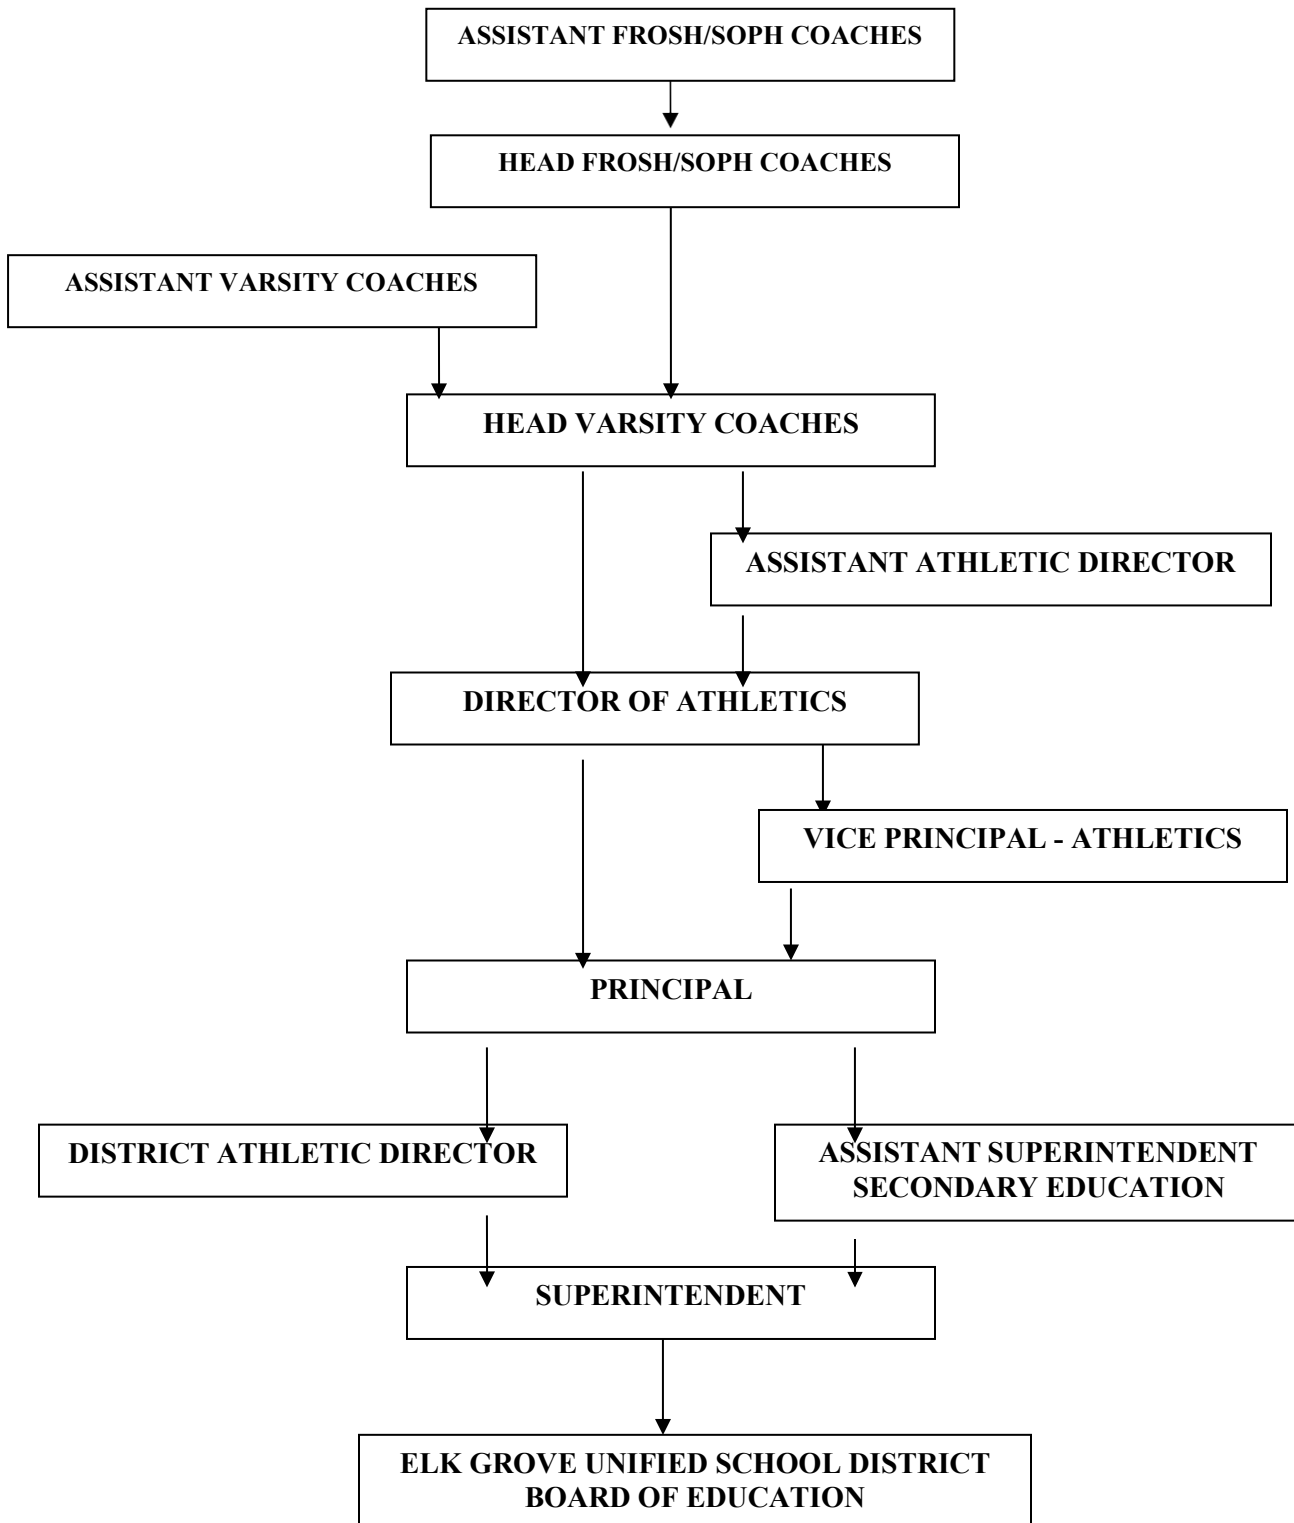 ASSISTANT FROSH/SOPH COACHES
HEAD FROSH/SOPH COACHES
ASSISTANT VARSITY COACHES
HEAD VARSITY COACHES
ASSISTANT ATHLETIC DIRECTOR
DIRECTOR OF ATHLETICS
VICE PRINCIPAL - ATHLETICS
PRINCIPAL
DISTRICT ATHLETIC DIRECTOR
ASSISTANT SUPERINTENDENT
SECONDARY EDUCATION
SUPERINTENDENT
ELK GROVE UNIFIED SCHOOL DISTRICT
BOARD OF EDUCATION